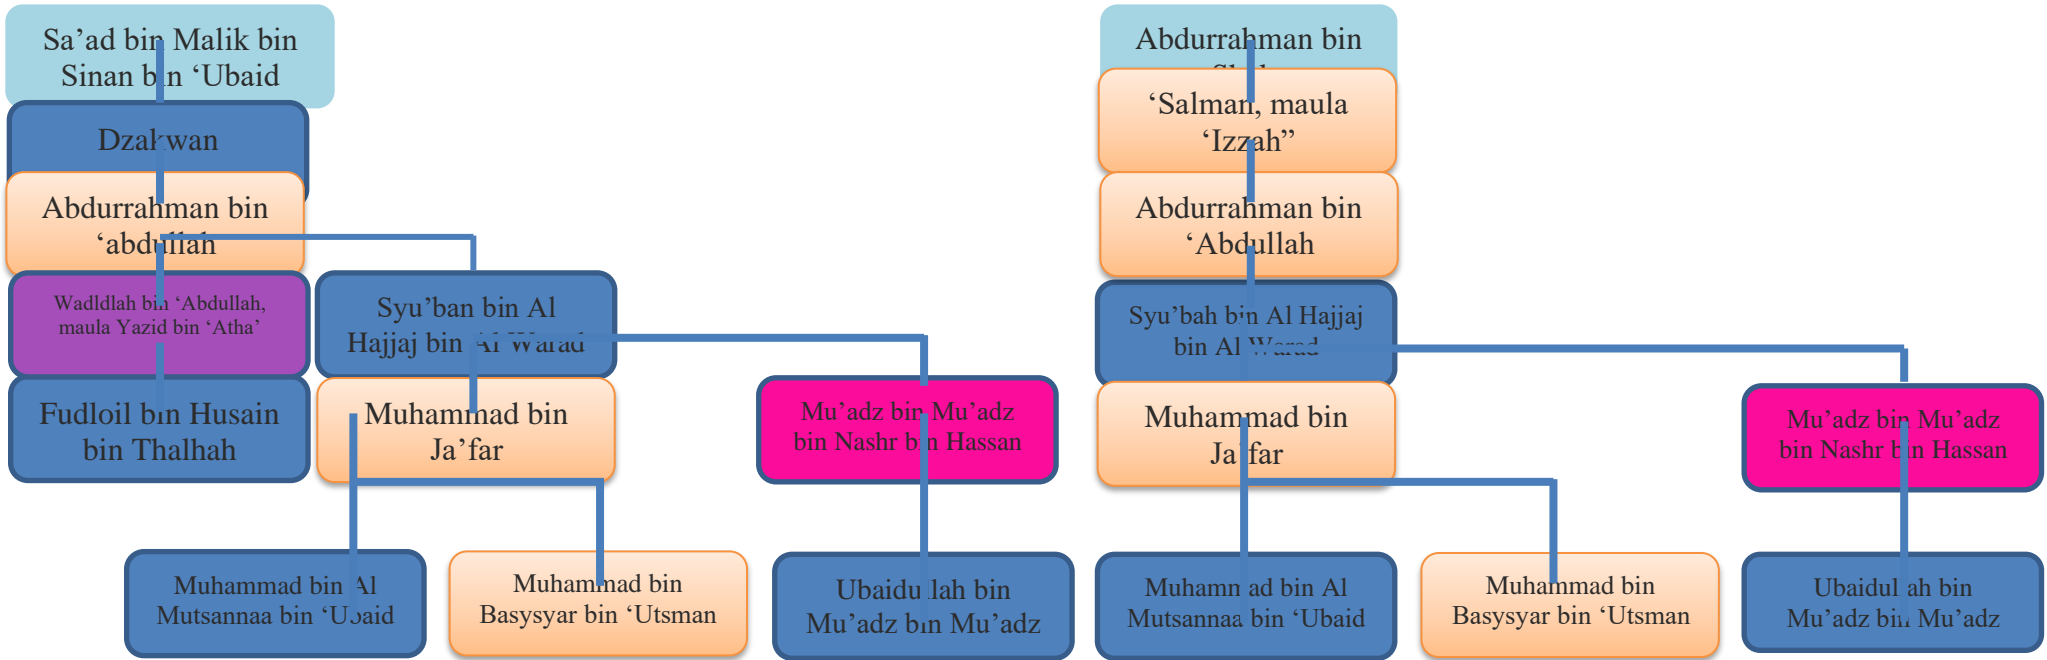 Sa’ad bin Malik bin
Sinan bin ‘Ubaid
Dzakwan
Abdurrahman bin
‘abdullah
Wadldlah bin ‘Abdullah,
maula Yazid bin ‘Atha’
Fudloil bin Husain
bin Thalhah
Syu’ban bin Al
Hajjaj bin Al Warad
Muhammad bin
Ja’far
Mu’adz bin Mu’adz
bin Nashr bin Hassan
Muhammad bin Al
Mutsannaa bin ‘Ubaid
Muhammad bin
Basysyar bin ‘Utsman
Ubaidullah bin
Mu’adz bin Mu’adz
Abdurrahman bin
‘Salman, maula
‘Izzah”
Abdurrahman bin
‘Abdullah
Syu’bah bin Al Hajjaj
bin Al Warad
Muhammad bin
Ja’far
Mu’adz bin Mu’adz
bin Nashr bin Hassan
Muhammad bin Al
Mutsannaa bin ‘Ubaid
Muhammad bin
Basysyar bin ‘Utsman
Ubaidullah bin
Mu’adz bin Mu’adz